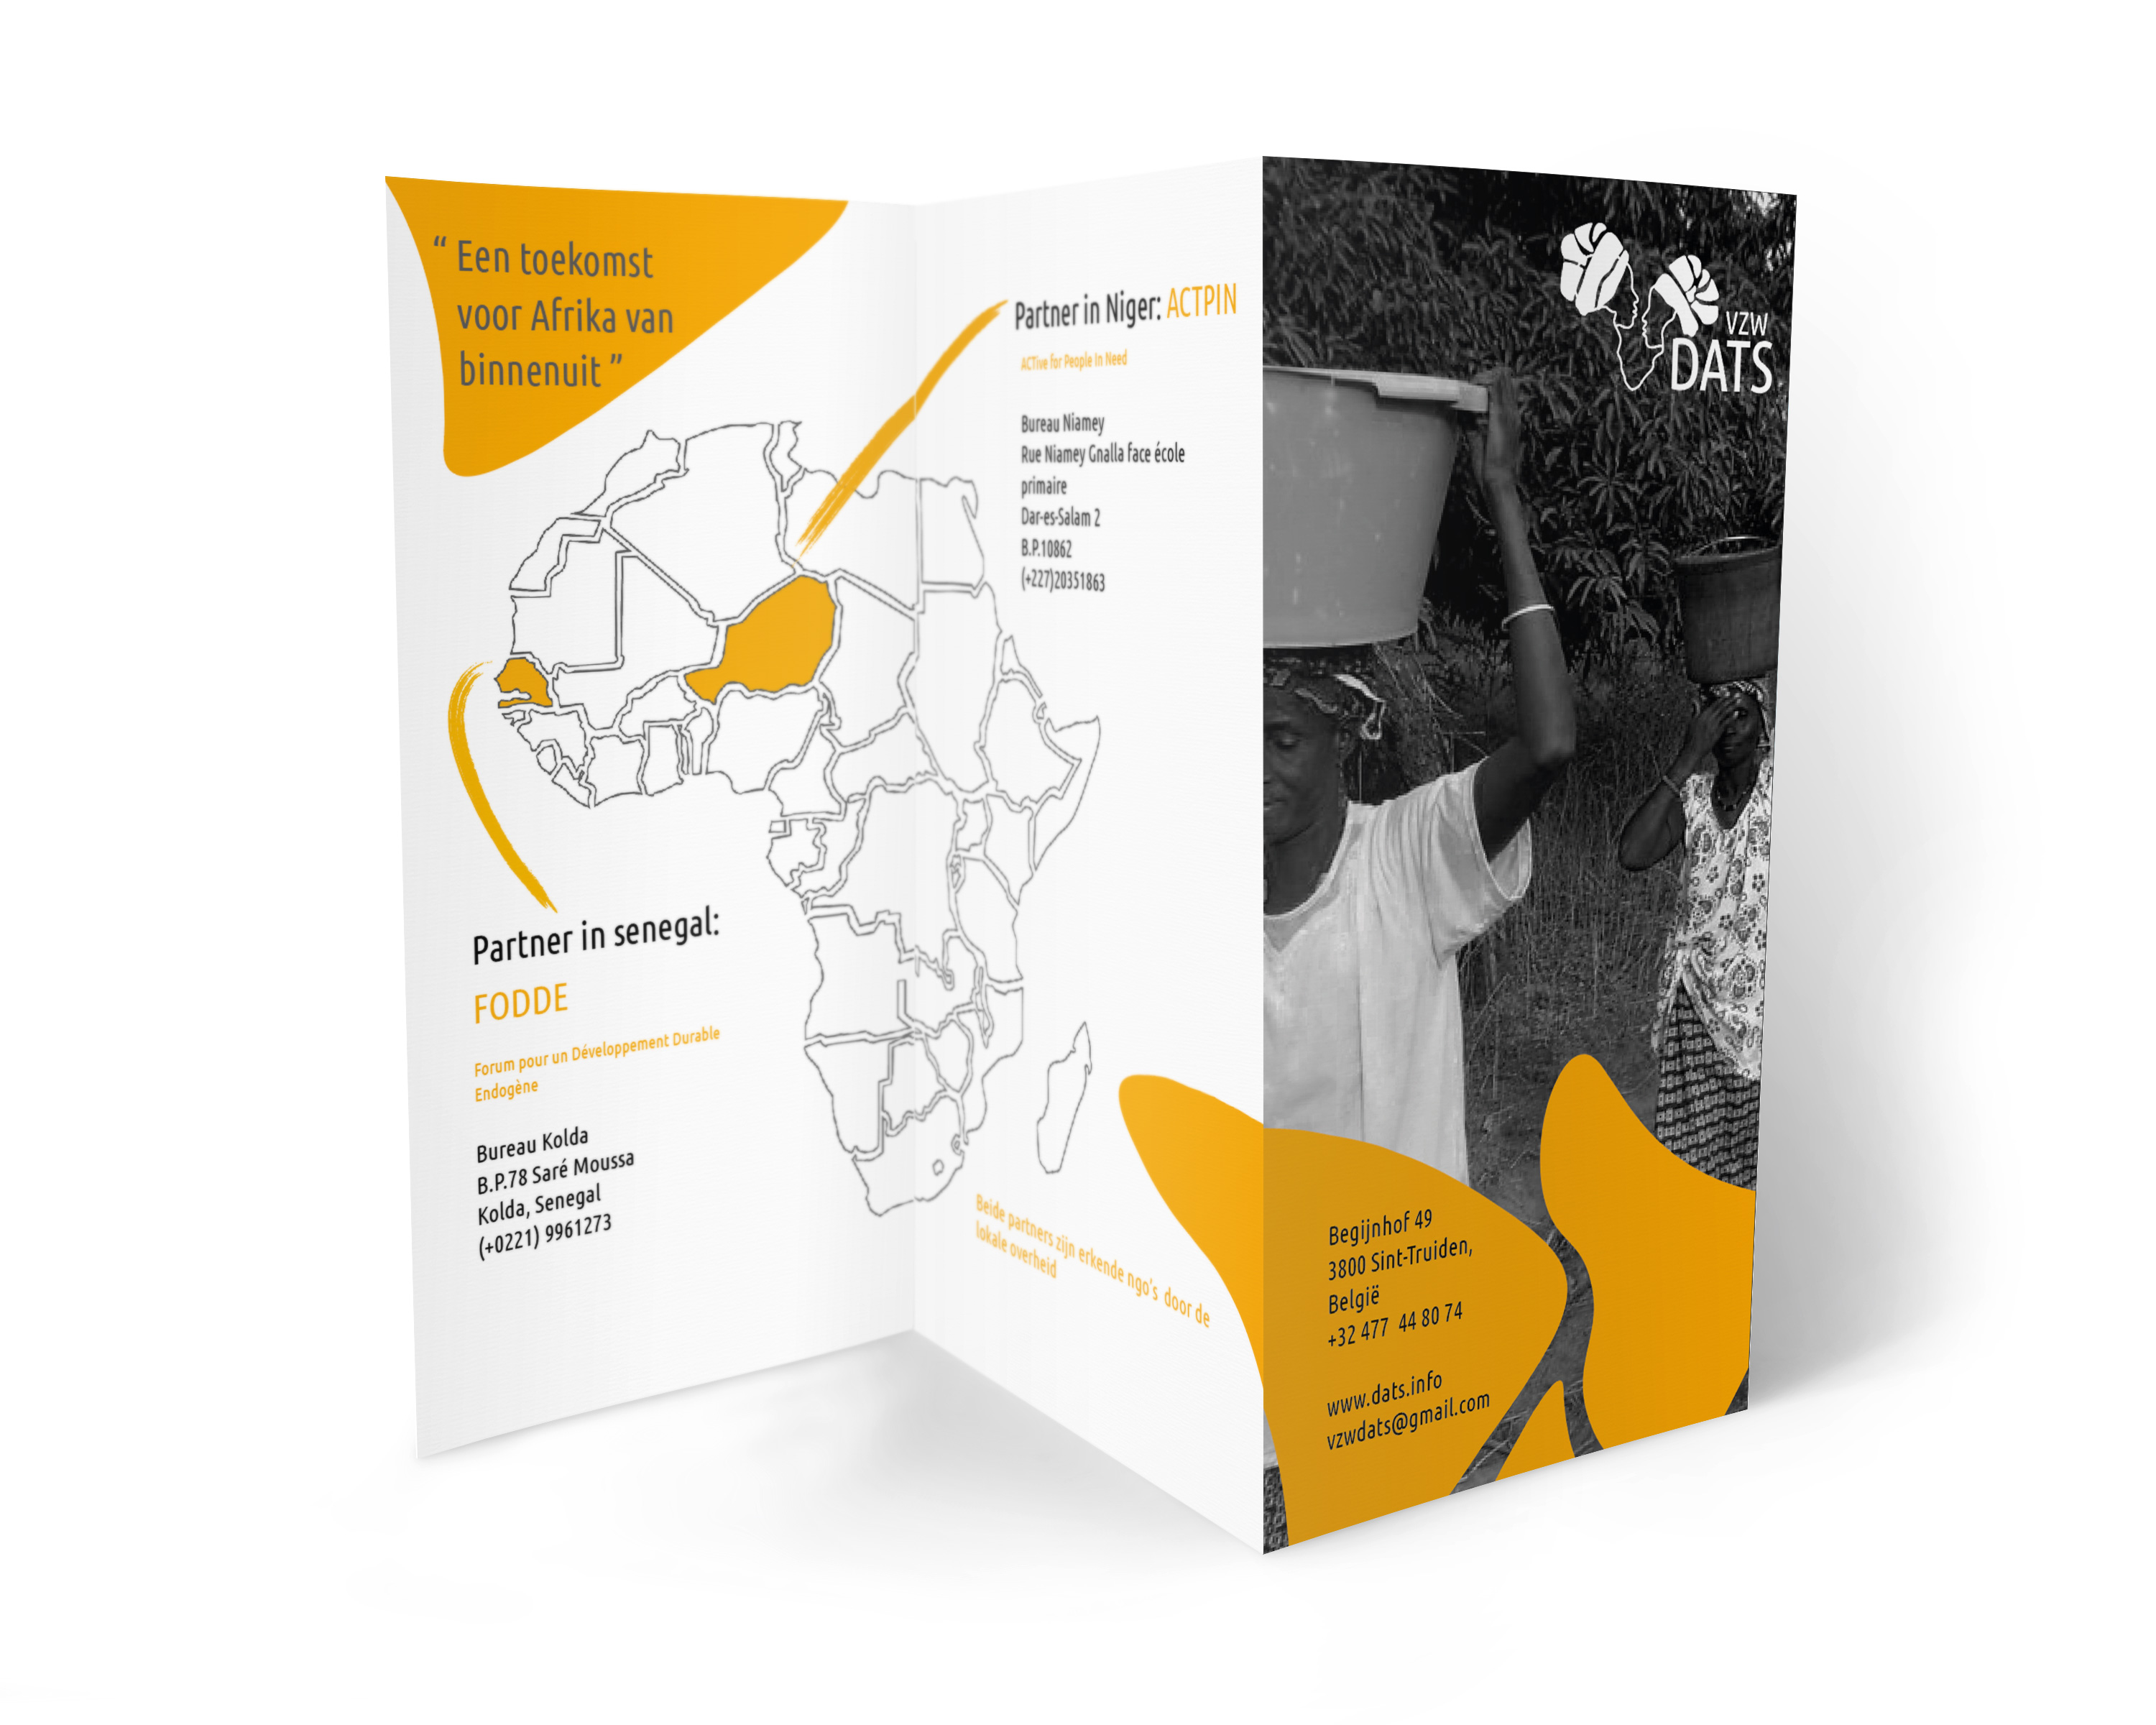 “ Een toekomst
voor Afrika van
binnenuit ”
Partner in senegal:
FODDE
Forum pour un Développement Durable
Endogène
Bureau Kolda
B.P.78 Saré Moussa
Kolda, Senegal
(+0221) 9961273
Partner in Niger: ACTPIN
ACTive for People In Need
Bureau Niamey
Rue Niamey Gnalla face école
primaire
Dar-es-Salam 2
B.P.10862
(+227)20351863
Beide partners zijn erkende ngo's door de
lokale overheid
VZW
DATS
Begijnhof 49
3800 Sint-Truiden,
België
+32 477 44 80 74
www.dats.info
vzwdats@gmail.com